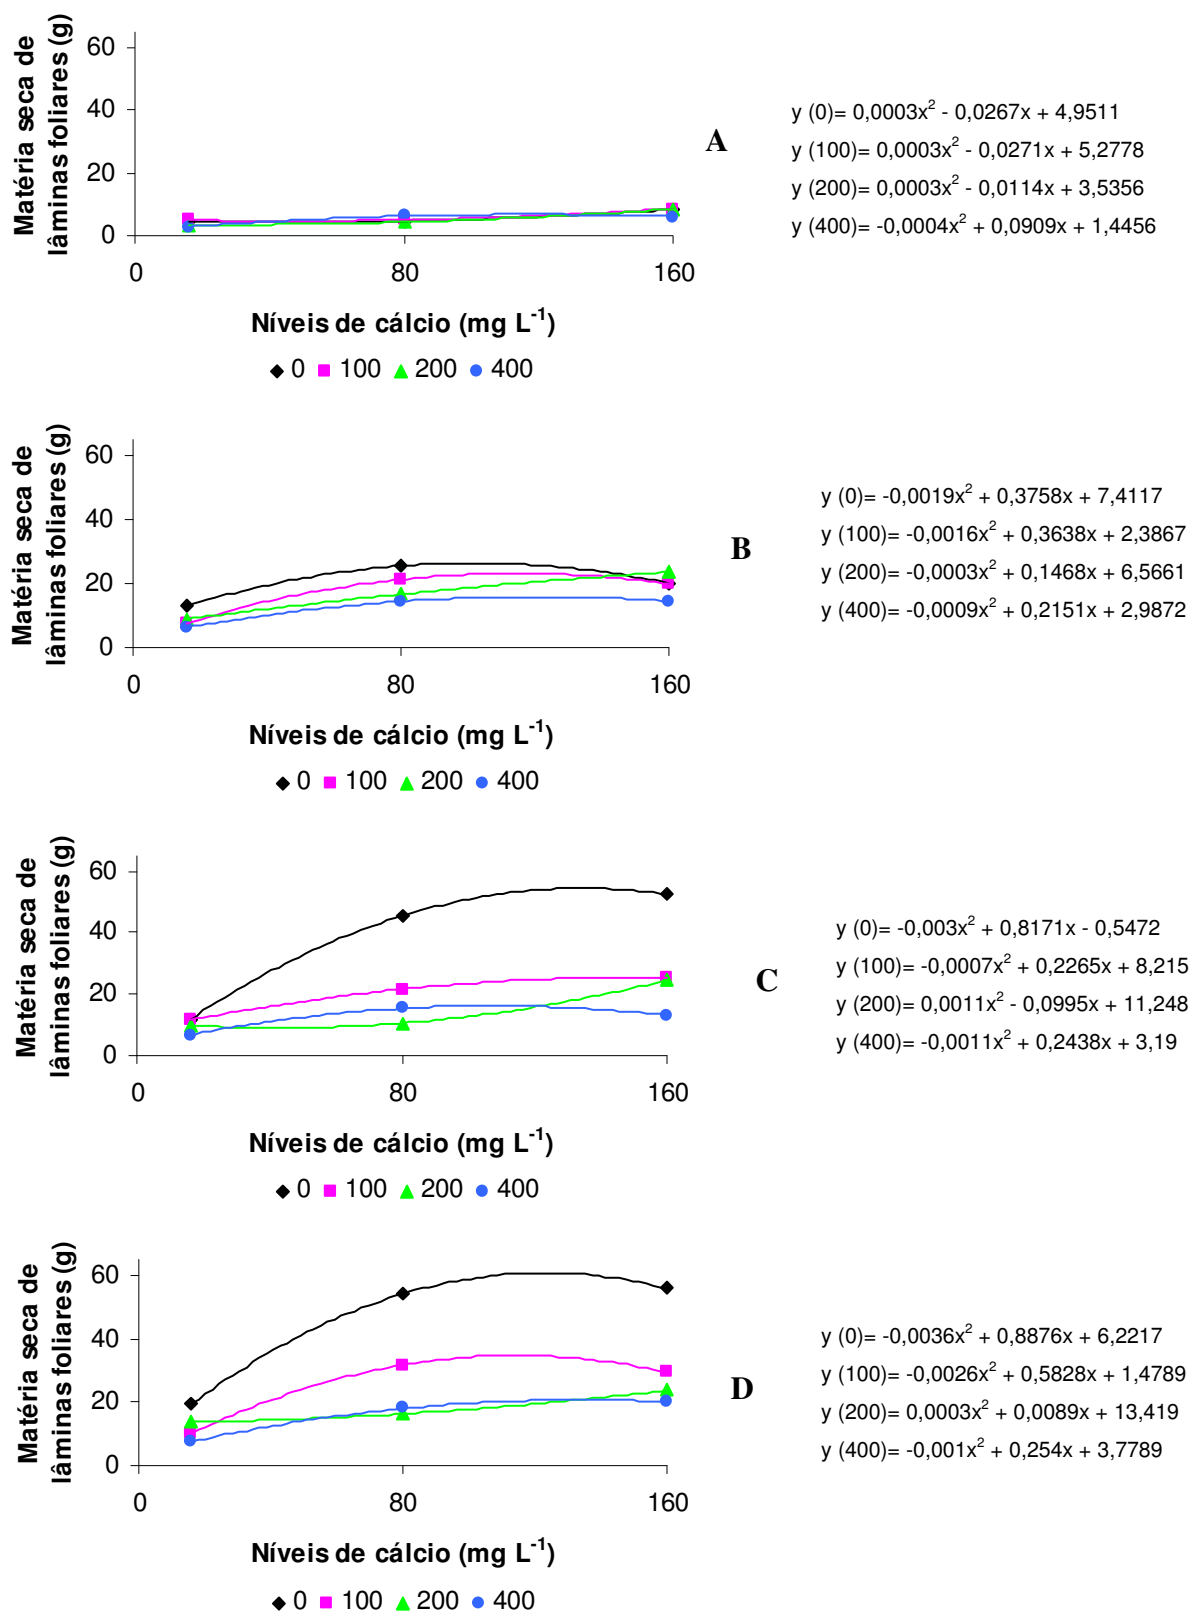 Matéria seca de
lâminas foliares (g)
60
40
20
0
0 80 160
Níveis de cálcio (mg L⁻¹)
0 100 200 400
A
y (0)= 0,0003x² - 0,0267x + 4,9511
y (100)= 0,0003x² - 0,0271x + 5,2778
y (200)= 0,0003x² - 0,0114x + 3,5356
y (400)= -0,0004x² + 0,0909x + 1,4456
Matéria seca de
lâminas foliares (g)
60
40
20
0
0 80 160
Níveis de cálcio (mg L⁻¹)
0 100 200 400
B
y (0)= -0,0019x² + 0,3758x + 7,4117
y (100)= -0,0016x² + 0,3638x + 2,3867
y (200)= -0,0003x² + 0,1468x + 6,5661
y (400)= -0,0009x² + 0,2151x + 2,9872
Matéria seca de
lâminas foliares (g)
60
40
20
0
0 80 160
Níveis de cálcio (mg L⁻¹)
0 100 200 400
C
y (0)= -0,003x² + 0,8171x - 0,5472
y (100)= -0,0007x² + 0,2265x + 8,215
y (200)= 0,0011x² - 0,0995x + 11,248
y (400)= -0,0011x² + 0,2438x + 3,19
Matéria seca de
lâminas foliares (g)
60
40
20
0
0 80 160
Níveis de cálcio (mg L⁻¹)
0 100 200 400
D
y (0)= -0,0036x² + 0,8876x + 6,2217
y (100)= -0,0026x² + 0,5828x + 1,4789
y (200)= 0,0003x² + 0,0089x + 13,419
y (400)= -0,001x² + 0,254x + 3,7789